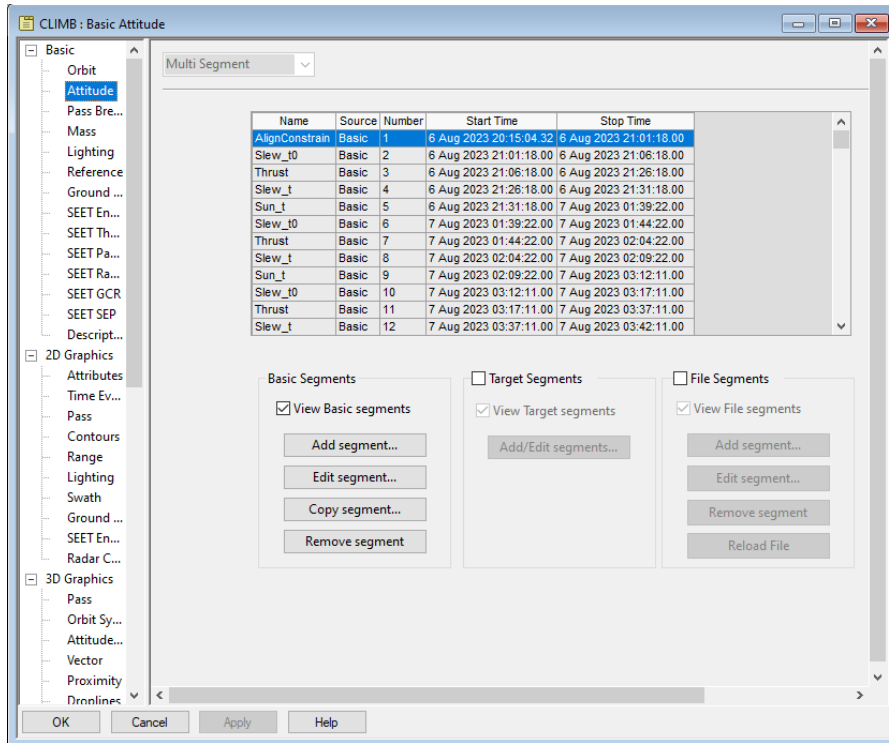 CLIMB : Basic Attitude
Basic
Orbit
Attitude
Pass Bre...
Mass
Lighting
Reference
Ground ...
SEET En...
SEET Th...
SEET Pa...
SEET Ra...
SEET GCR
SEET SEP
Descript...
2D Graphics
Attributes
Time Ev...
Pass
Contours
Range
Lighting
Swath
Ground ...
SEET En...
Radar C...
3D Graphics
Pass
Orbit Sy...
Attitude...
Vector
Proximity
Droplines
Multi Segment
Name Source Number Start Time Stop Time
AlignConstrain Basic 1 6 Aug 2023 20:15:04.32 6 Aug 2023 21:01:18.00
Slew_t0 Basic 2 6 Aug 2023 21:01:18.00 6 Aug 2023 21:06:18.00
Thrust Basic 3 6 Aug 2023 21:06:18.00 6 Aug 2023 21:26:18.00
Slew_t Basic 4 6 Aug 2023 21:26:18.00 6 Aug 2023 21:31:18.00
Sun_t Basic 5 6 Aug 2023 21:31:18.00 7 Aug 2023 01:39:22.00
Slew_t0 Basic 6 7 Aug 2023 01:39:22.00 7 Aug 2023 01:44:22.00
Thrust Basic 7 7 Aug 2023 01:44:22.00 7 Aug 2023 02:04:22.00
Slew_t Basic 8 7 Aug 2023 02:04:22.00 7 Aug 2023 02:09:22.00
Sun_t Basic 9 7 Aug 2023 02:09:22.00 7 Aug 2023 03:12:11.00
Slew_t0 Basic 10 7 Aug 2023 03:12:11.00 7 Aug 2023 03:17:11.00
Thrust Basic 11 7 Aug 2023 03:17:11.00 7 Aug 2023 03:37:11.00
Slew_t Basic 12 7 Aug 2023 03:37:11.00 7 Aug 2023 03:42:11.00
Basic Segments
View Basic segments
Add segment...
Edit segment...
Copy segment...
Remove segment
Target Segments
View Target segments
Add/Edit segments...
File Segments
View File segments
Add segment...
Edit segment...
Remove segment
Reload File
OK Cancel Apply Help